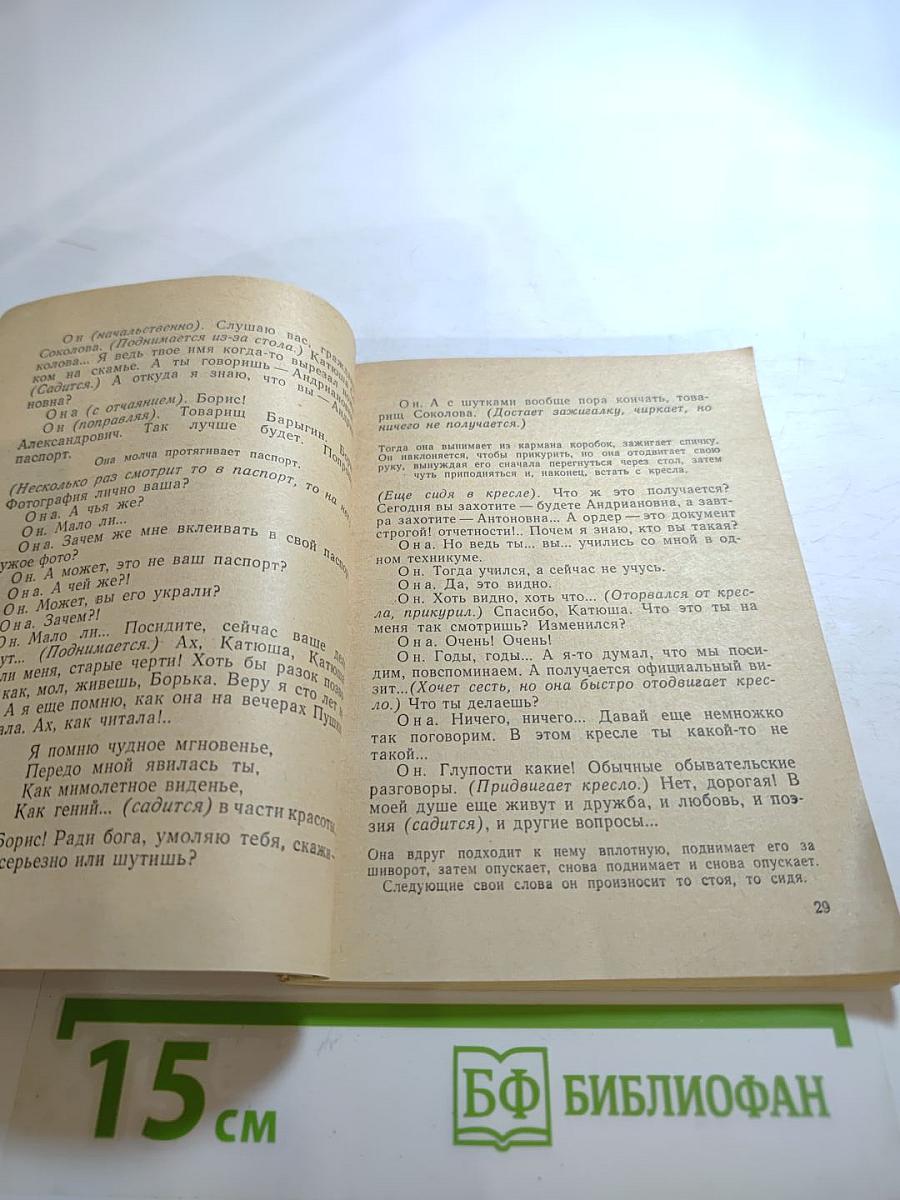 Он (начальственно). Слушаю вас,
Соколова. (Поднимается из-за стола.) Катюша
колова... Я ведь твое имя когда-то вырезал
ком на скамье. А ты говоришь — Андриановна
(Садится.) А откуда я знаю, что вы —
новна?
Она (с отчаянием). Борис!
Он (поправляя). Товарищ Барыгин,
Александрович. Так лучше будет.
паспорт.
Она молча протягивает паспорт.
(Несколько раз смотрит то в паспорт, то на
Фотография лично ваша?
Она. А чья же?
Он. Мало ли...
Она. Зачем же мне вклеивать в свой
ужое фото?
Он. А может, это не ваш паспорт?
Она. А чей же?!
Он. Может, вы его украли?
Она. Зачем?!
Он. Мало ли... Посидите, сейчас ваше
ут... (Поднимается.) Ах, Катюша,
ли меня, старые черти! Хоть бы разок
как, мол, живешь, Борька. Веру я сто лет
А я еще помню, как она на вечерах
ала. Ах, как читала!..
Я помню чудное мгновенье,
Передо мной явилась ты,
Как мимолетное виденье,
Как гений... (садится) в части красоты
Борис! Ради бога, умоляю тебя,
серьезно или шутишь?
Он. А с шутками вообще пора кончать, това-
рищ Соколова. (Достает зажигалку, чиркает, но
ничего не получается.)
Тогда она вынимает из кармана коробок, зажигает спичку.
Он наклоняется, чтобы прикурить, но она отодвигает свою
руку, вынуждая его сначала перегнуться через стол, затем
чуть приподняться и, наконец, встать с кресла.
(Еще сидя в кресле). Что ж это получается?
Сегодня вы захотите — будете Андриановна, а завт-
ра захотите — Антоновна... А ордер — это документ
строгой! отчетности!.. Почем я знаю, кто вы такая?
Она. Но ведь ты... вы... учились со мной в од-
ном техникуме.
Он. Тогда учился, а сейчас не учусь.
Она. Да, это видно.
Он. Хоть видно, хоть что... (Оторвался от крес-
ла, прикурил.) Спасибо, Катюша. Что это ты на
меня так смотришь? Изменился?
Она. Очень! Очень!
Он. Годы, годы... А я-то думал, что мы поси-
дим, повспоминаем. А получается официальный ви-
зит...(Хочет сесть, но она быстро отодвигает крес-
ло.) Что ты делаешь?
Она. Ничего, ничего... Давай еще немножко
так поговорим. В этом кресле ты какой-то не
такой...
Он. Глупости какие! Обычные обывательские
разговоры. (Придвигает кресло.) Нет, дорогая! В
моей душе еще живут и дружба, и любовь, и поэ-
зия (садится), и другие вопросы...
Она вдруг подходит к нему вплотную, поднимает его за
шиворот, затем опускает, снова поднимает и снова опускает.
Следующие свои слова он произносит то стоя, то сидя.
29
15 см
БФ БИБЛИОФАН